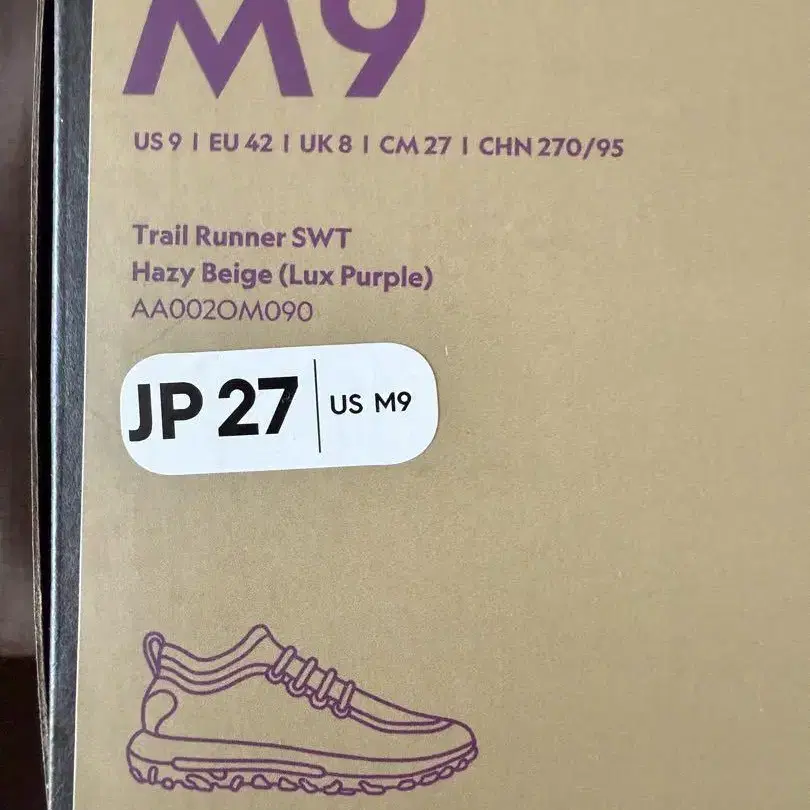 M9
US 9 | EU 42 | UK 8 | CM 27 | CHN 270/95
Trail Runner SWT
Hazy Beige (Lux Purple)
AA002OM090
JP 27 | US M9